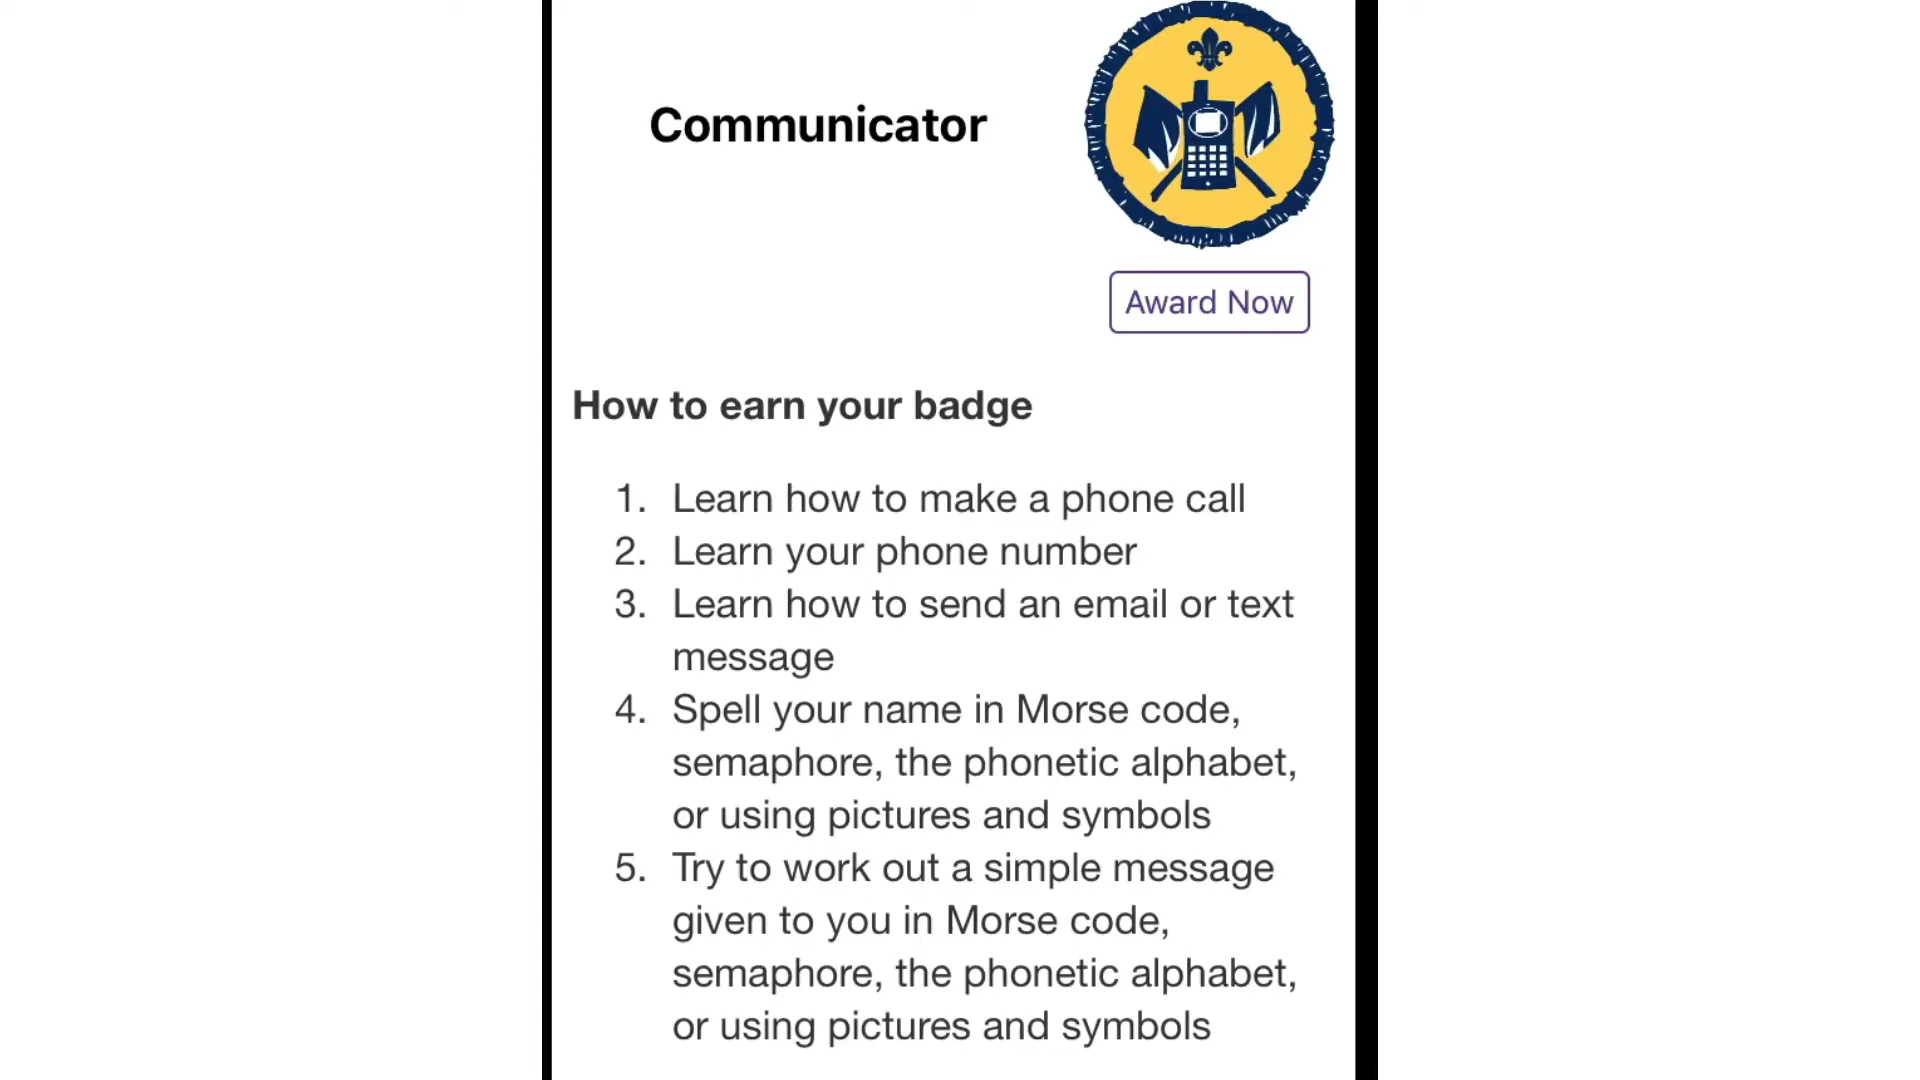 Communicator
Award Now
How to earn your badge
1. Learn how to make a phone call
2. Learn your phone number
3. Learn how to send an email or text
message
4. Spell your name in Morse code,
semaphore, the phonetic alphabet,
or using pictures and symbols
5. Try to work out a simple message
given to you in Morse code,
semaphore, the phonetic alphabet,
or using pictures and symbols